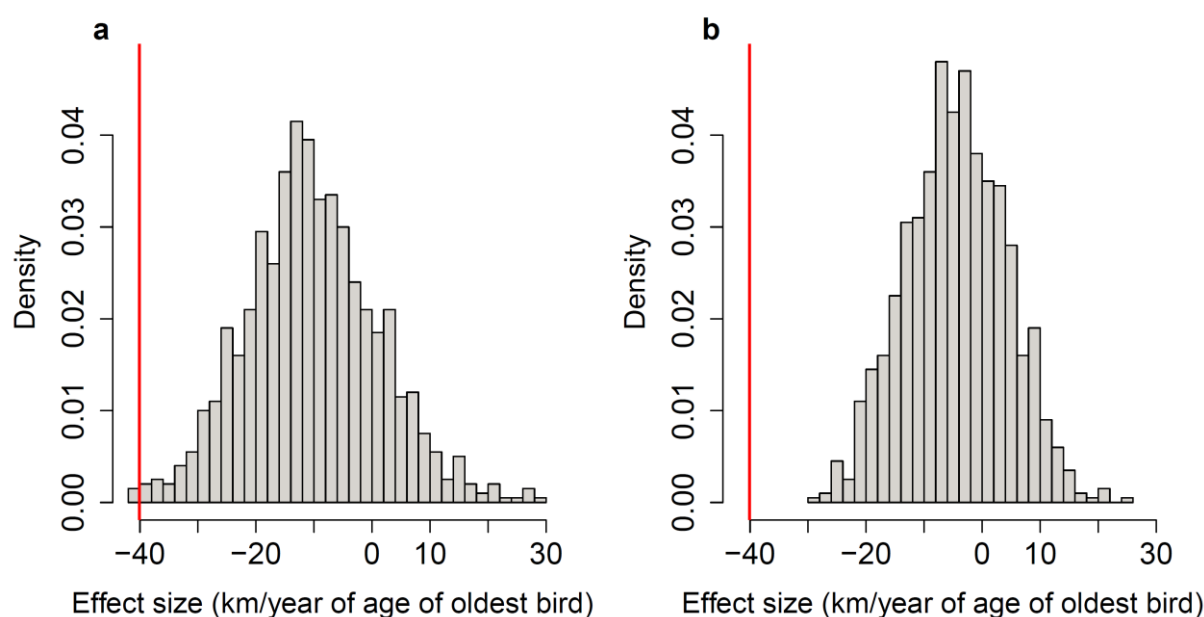 a
Density
0.00 0.01 0.02 0.03 0.04
−40 −20 0 10 30
Effect size (km/year of age of oldest bird)
b
Density
0.00 0.01 0.02 0.03 0.04
−40 −20 0 10 30
Effect size (km/year of age of oldest bird)